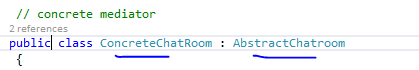 // concrete mediator
2 references
public class ConcreteChatRoom : AbstractChatroom
{